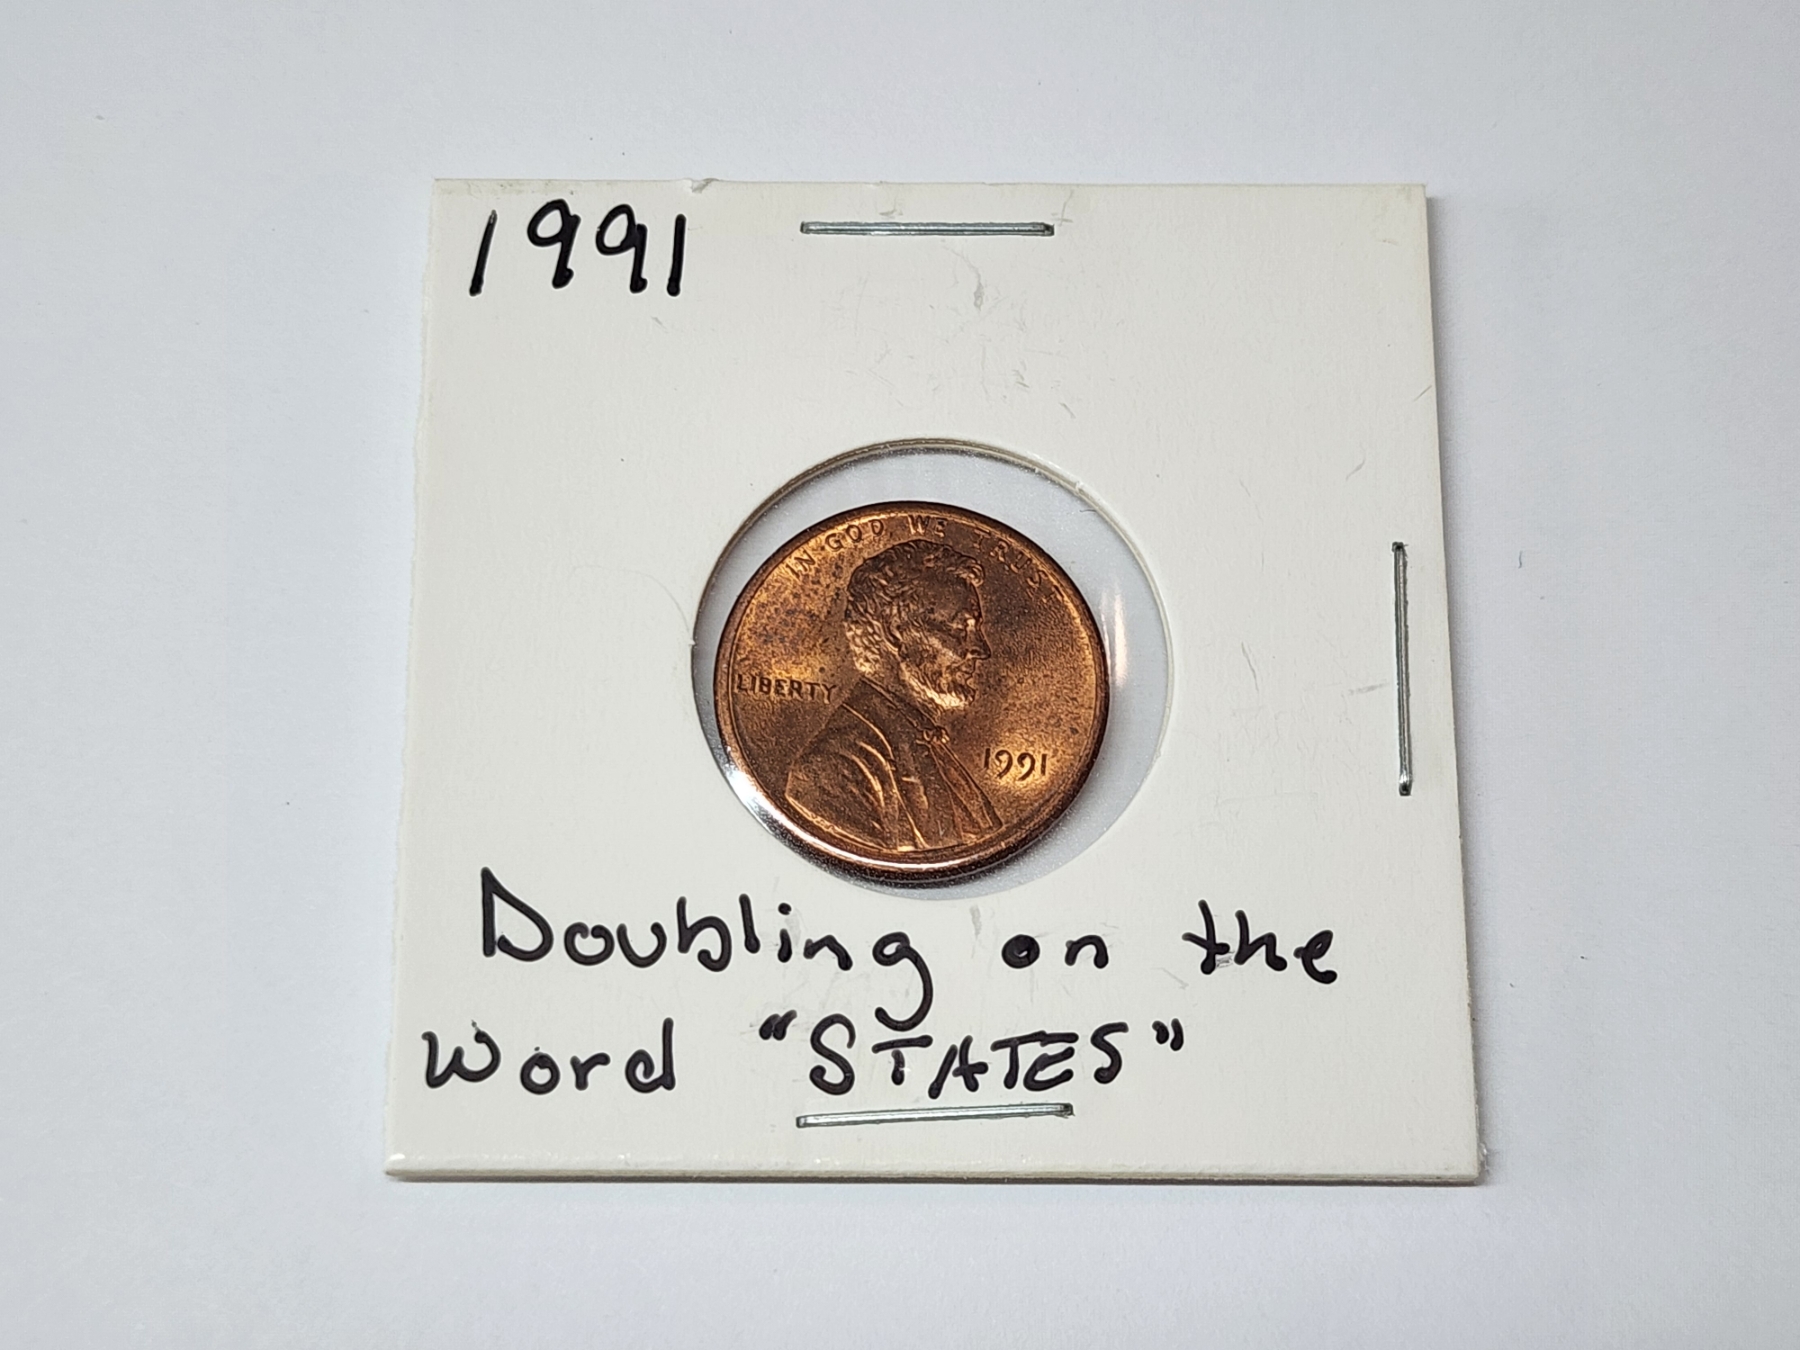 1991
IN GOD WE TRUST
LIBERTY
1991
Doubling on the
Word "STATES"